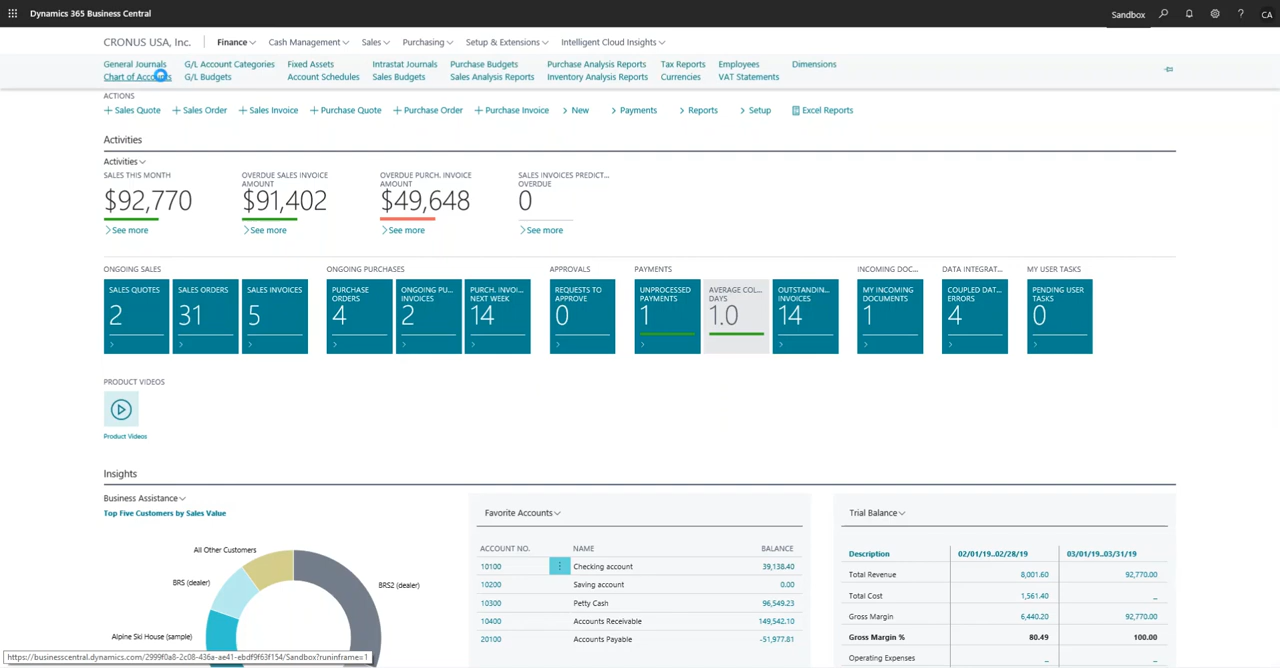 Dynamics 365 Business Central
Sandbox
?
CA
CRONUS USA, Inc.
Finance
Cash Management
Sales
Purchasing
Setup & Extensions
Intelligent Cloud Insights
General Journals
G/L Account Categories
Fixed Assets
Intrastat Journals
Purchase Budgets
Purchase Analysis Reports
Tax Reports
Employees
Dimensions
Chart of Accounts
G/L Budgets
Account Schedules
Sales Budgets
Sales Analysis Reports
Inventory Analysis Reports
Currencies
VAT Statements
ACTIONS
+ Sales Quote
+ Sales Order
+ Sales Invoice
+ Purchase Quote
+ Purchase Order
+ Purchase Invoice
> New
> Payments
> Reports
> Setup
Excel Reports
Activities
Activities
SALES THIS MONTH
$92,770
>See more
OVERDUE SALES INVOICE
AMOUNT
$91,402
>See more
OVERDUE PURCH. INVOICE
AMOUNT
$49,648
>See more
SALES INVOICES PREDICT...
OVERDUE
0
>See more
ONGOING SALES
ONGOING PURCHASES
APPROVALS
PAYMENTS
INCOMING DOC...
DATA INTEGRAT...
MY USER TASKS
SALES QUOTES
2
SALES ORDERS
31
SALES INVOICES
5
PURCHASE
ORDERS
4
ONGOING PU...
INVOICES
2
PURCH. INVOI...
NEXT WEEK
14
REQUESTS TO
APPROVE
0
UNPROCESSED
PAYMENTS
1
AVERAGE COL...
DAYS
1.0
OUTSTANDIN...
INVOICES
14
MY INCOMING
DOCUMENTS
1
COUPLED DAT...
ERRORS
4
PENDING USER
TASKS
0
PRODUCT VIDEOS
Product Videos
Insights
Business Assistance
Top Five Customers by Sales Value
All Other Customers
BRS (dealer)
BRS2 (dealer)
Alpine Ski House (sample)
Favorite Accounts
ACCOUNT NO. NAME BALANCE
10100 Checking account 39,138.40
10200 Saving account 0.00
10300 Petty Cash 96,549.23
10400 Accounts Receivable 149,542.10
20100 Accounts Payable -51,977.81
Trial Balance
Description 02/01/19..02/28/19 03/01/19..03/31/19
Total Revenue 8,001.60 92,770.00
Total Cost 1,561.40 _
Gross Margin 6,440.20 92,770.00
Gross Margin % 80.49 100.00
Operating Expenses _ _
https://businesscentral.dynamics.com/2999f0a8-2c08-436a-ae41-ebdf9f63f154/Sandbox?runinframe=1